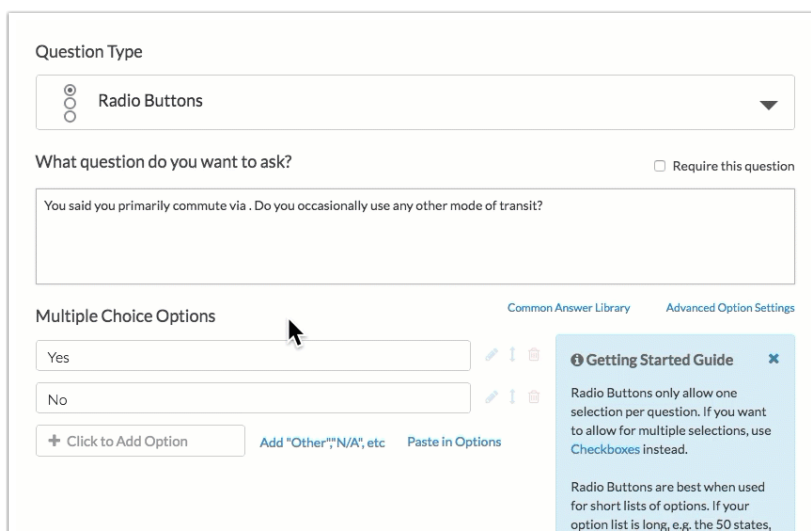 Question Type
Radio Buttons
What question do you want to ask?
Require this question
You said you primarily commute via . Do you occasionally use any other mode of transit?
Common Answer Library Advanced Option Settings
Multiple Choice Options
Yes
No
Click to Add Option
Add "Other","N/A", etc Paste in Options
Getting Started Guide
Radio Buttons only allow one
selection per question. If you want
to allow for multiple selections, use
Checkboxes instead.
Radio Buttons are best when used
for short lists of options. If your
option list is long, e.g. the 50 states,